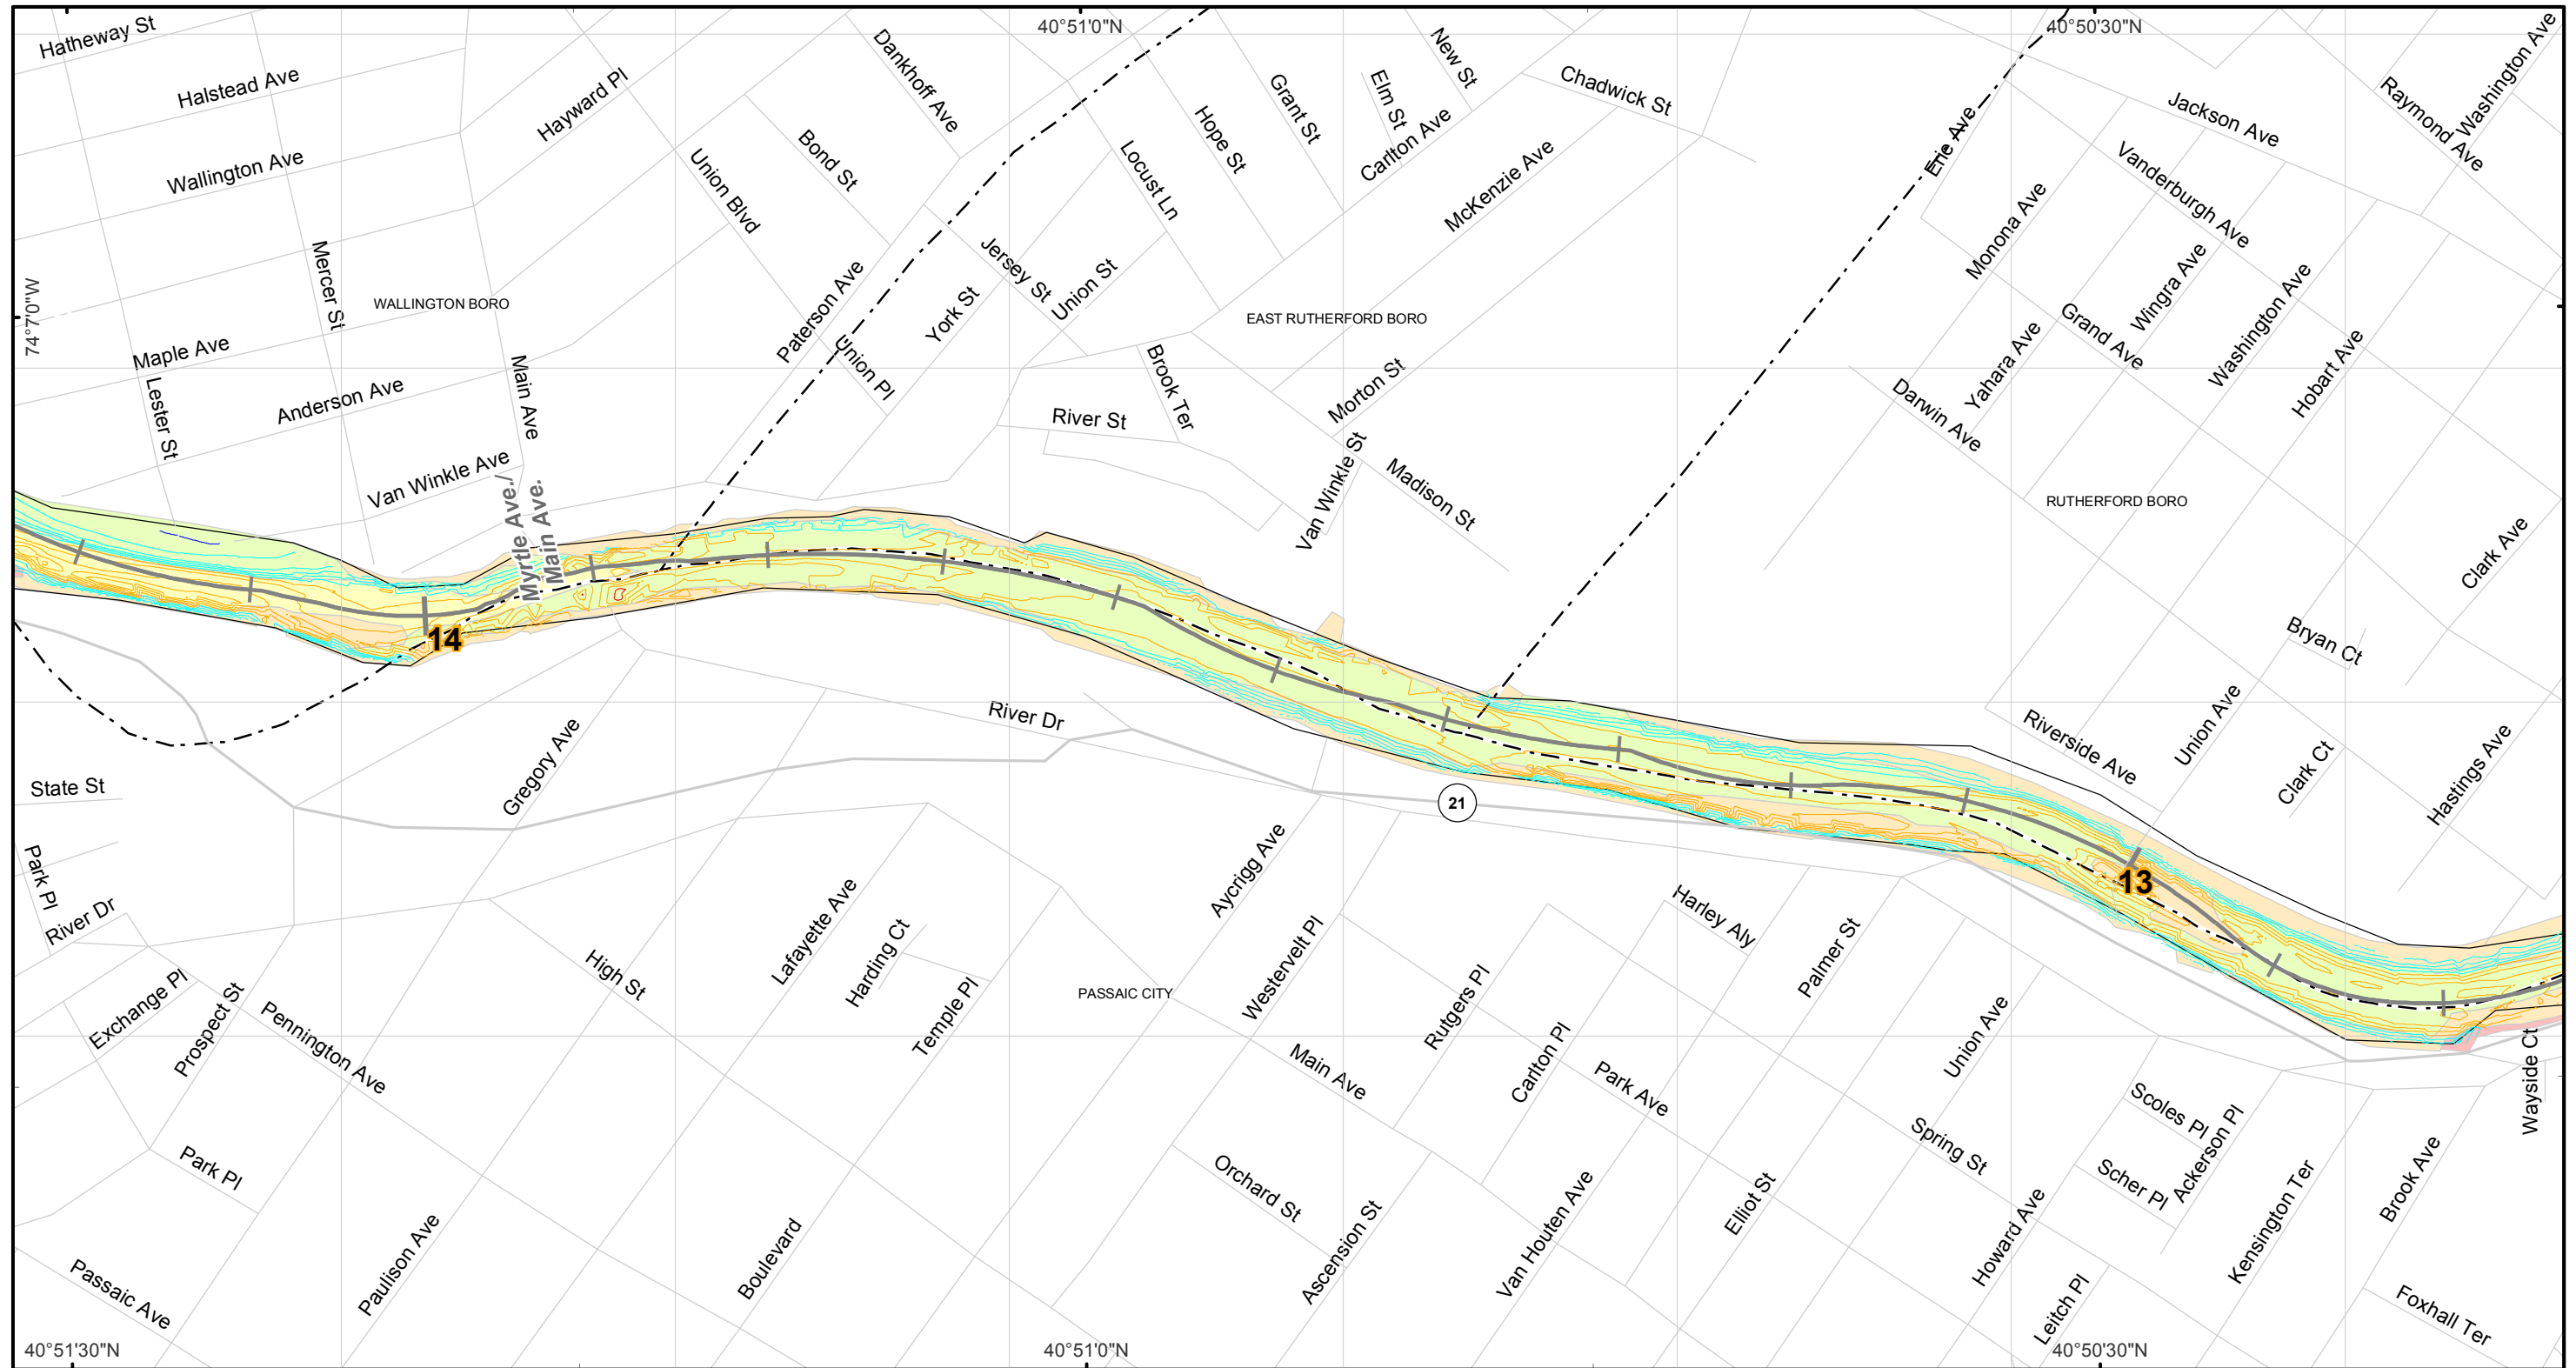 40°51'0"N
40°50'30"N
Hatheway St
Halstead Ave
Wallington Ave
Hayward Pl
Dankhoff Ave
Bond St
Union Blvd
Mercer St
WALLINGTON BORO
74°7'0"W
Maple Ave
Lester St
Anderson Ave
Main Ave
Van Winkle Ave
Myrtle Ave./
Main Ave.
Paterson Ave
Union Pl
York St
Jersey St
Union St
Locust Ln
Hope St
Grant St
Elm St
New St
Carlton Ave
Chadwick St
McKenzie Ave
EAST RUTHERFORD BORO
Brook Ter
River St
Morton St
Van Winkle St
Madison St
Erie Ave
Jackson Ave
Raymond Ave
Washington Ave
Vanderburgh Ave
Monona Ave
Wingra Ave
Grand Ave
Yahara Ave
Washington Ave
Hobart Ave
Darwin Ave
RUTHERFORD BORO
Clark Ave
Bryan Ct
Union Ave
Riverside Ave
Clark Ct
Hastings Ave
14
13
21
River Dr
Gregory Ave
State St
Park Pl
River Dr
Exchange Pl
Prospect St
Pennington Ave
High St
Lafayette Ave
Harding Ct
Temple Pl
PASSAIC CITY
Aycrigg Ave
Westervelt Pl
Rutgers Pl
Main Ave
Carlton Pl
Park Ave
Harley Aly
Palmer St
Union Ave
Spring St
Scoles Pl
Ackerson Pl
Scher Pl
Wayside Ct
Brook Ave
Kensington Ter
Howard Ave
Leitch Pl
Foxhall Ter
Elliot St
Van Houten Ave
Ascension St
Orchard St
Boulevard
Paulison Ave
Park Pl
Passaic Ave
40°51'30"N
40°51'0"N
40°50'30"N